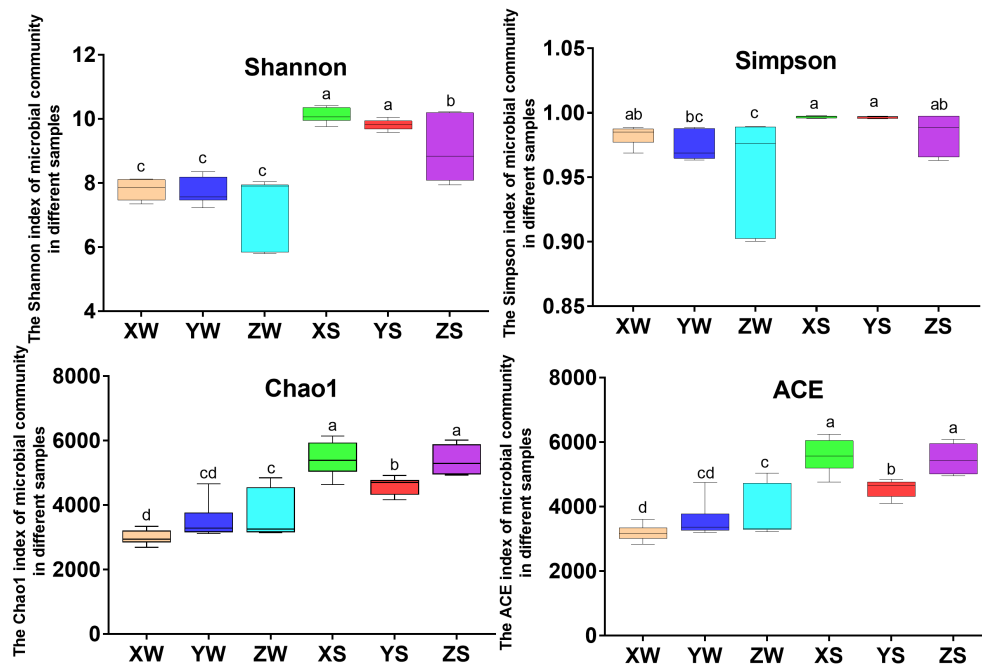 The Shannon index of microbial community
in different samples
Shannon
12
10
8
6
4
c
c
c
a
a
b
XW
YW
ZW
XS
YS
ZS
The Simpson index of microbial community
in different samples
Simpson
1.05
1.00
0.95
0.90
0.85
ab
bc
c
a
a
ab
XW
YW
ZW
XS
YS
ZS
The Chao1 index of microbial community
in different samples
Chao1
8000
6000
4000
2000
0
d
cd
c
a
b
a
XW
YW
ZW
XS
YS
ZS
The ACE index of microbial community
in different samples
ACE
8000
6000
4000
2000
0
d
cd
c
a
b
a
XW
YW
ZW
XS
YS
ZS